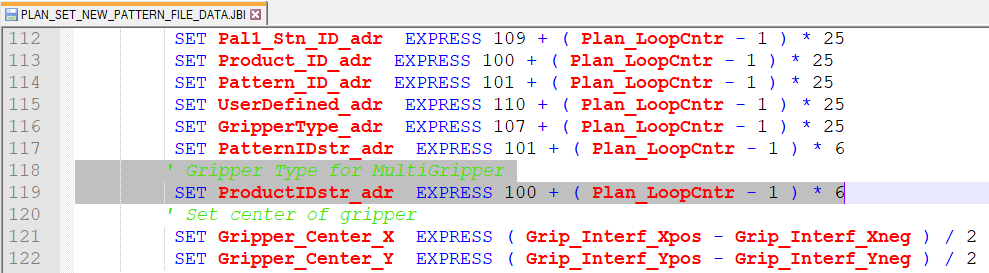 PLAN_SET_NEW_PATTERN_FILE_DATA.JBI
112 SET Pal1_Stn_ID_adr EXPRESS 109 + ( Plan_LoopCntr - 1 ) * 25
113 SET Product_ID_adr EXPRESS 100 + ( Plan_LoopCntr - 1 ) * 25
114 SET Pattern_ID_adr EXPRESS 101 + ( Plan_LoopCntr - 1 ) * 25
115 SET UserDefined_adr EXPRESS 110 + ( Plan_LoopCntr - 1 ) * 25
116 SET GripperType_adr EXPRESS 107 + ( Plan_LoopCntr - 1 ) * 25
117 SET PatternIDstr_adr EXPRESS 101 + ( Plan_LoopCntr - 1 ) * 6
118 ' Gripper Type for MultiGripper
119 SET ProductIDstr_adr EXPRESS 100 + ( Plan_LoopCntr - 1 ) * 6
120 ' Set center of gripper
121 SET Gripper_Center_X EXPRESS ( Grip_Interf_Xpos - Grip_Interf_Xneg ) / 2
122 SET Gripper_Center_Y EXPRESS ( Grip_Interf_Ypos - Grip_Interf_Yneg ) / 2